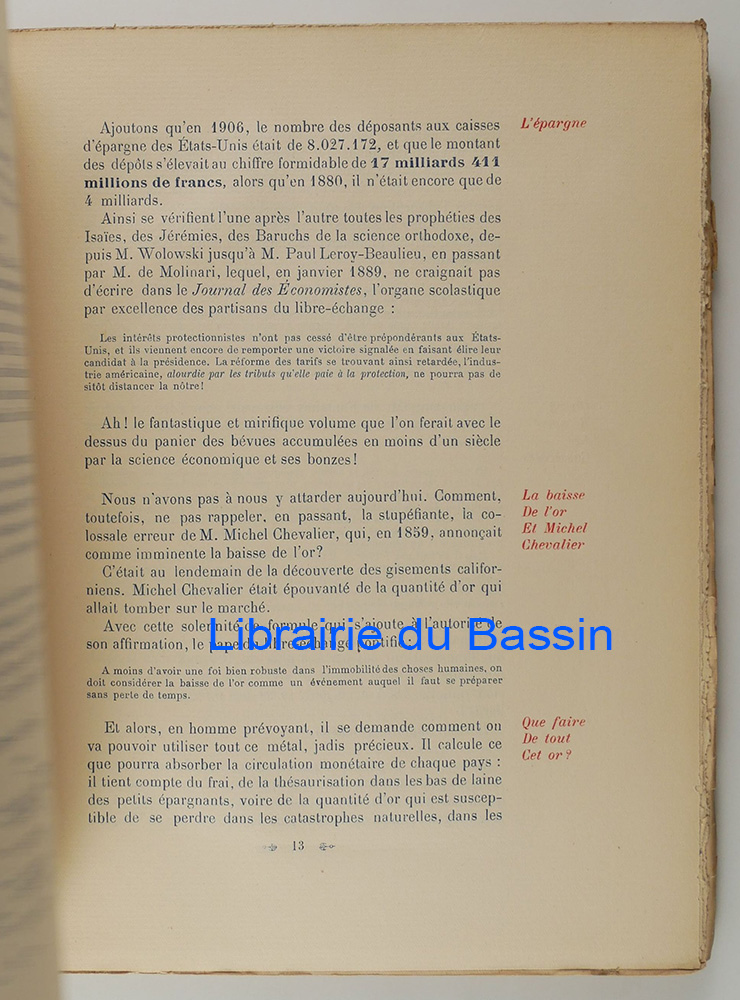 Ajoutons qu'en 1906, le nombre des déposants aux caisses
d'épargne des États-Unis était de 8.027.172, et que le montant
des dépôts s'élevait au chiffre formidable de 17 milliards 411
millions de francs, alors qu'en 1880, il n'était encore que de
4 milliards.
L'épargne
Ainsi se vérifient l'une après l'autre toutes les prophéties des
Isaïes, des Jérémies, des Baruchs de la science orthodoxe, de-
puis M. Wolowski jusqu'à M. Paul Leroy-Beaulieu, en passant
par M. de Molinari, lequel, en janvier 1889, ne craignait pas
d'écrire dans le Journal des Économistes, l'organe scolastique
par excellence des partisans du libre-échange :
Les intérêts protectionnistes n'ont pas cessé d'être prépondérants aux États-
Unis, et ils viennent encore de remporter une victoire signalée en faisant élire leur
candidat à la présidence. La réforme des tarifs se trouvant ainsi retardée, l'indus-
trie américaine, alourdie par les tributs qu'elle paie à la protection, ne pourra pas de
sitôt distancer la nôtre!
Ah! le fantastique et mirifique volume que l'on ferait avec le
dessus du panier des bévues accumulées en moins d'un siècle
par la science économique et ses bonzes!
Nous n'avons pas à nous y attarder aujourd'hui. Comment,
toutefois, ne pas rappeler, en passant, la stupéfiante, la co-
lossale erreur de M. Michel Chevalier, qui, en 1859, annonçait
comme imminente la baisse de l'or?
La baisse
De l'or
Et Michel
Chevalier
C'était au lendemain de la découverte des gisements califor-
niens. Michel Chevalier était épouvanté de la quantité d'or qui
allait tomber sur le marché.
Avec cette solennité de formule qui s'ajoute à l'autorité de
son affirmation, le pape du libre-échange pontifie :
Librairie du Bassin
A moins d'avoir une foi bien robuste dans l'immobilité des choses humaines, on
doit considérer la baisse de l'or comme un événement auquel il faut se préparer
sans perte de temps.
Et alors, en homme prévoyant, il se demande comment on
va pouvoir utiliser tout ce métal, jadis précieux. Il calcule ce
que pourra absorber la circulation monétaire de chaque pays :
il tient compte du frai, de la thésaurisation dans les bas de laine
des petits épargnants, voire de la quantité d'or qui est suscep-
tible de se perdre dans les catastrophes naturelles, dans les
Que faire
De tout
Cet or?
13